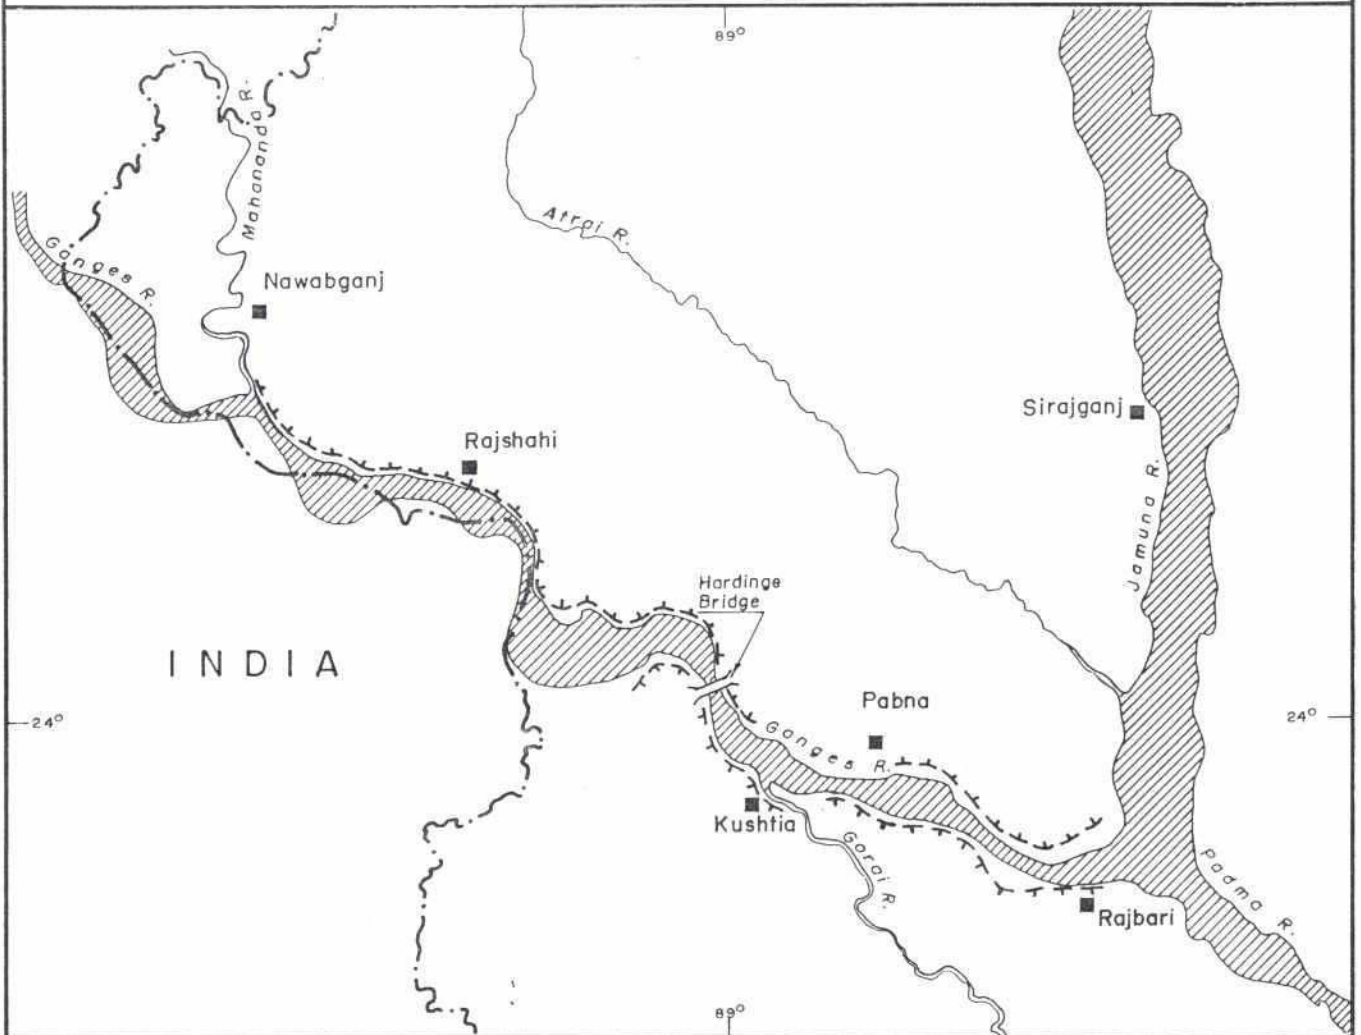 89°
Mahananda R.
Atrai R.
Ganges R.
Nawabganj
Sirajganj
Rajshahi
Jamuna R.
Hardinge
Bridge
INDIA
Pabna
24°
24°
Ganges R.
Kushtia
Gorai R.
Padma R.
Rajbari
89°